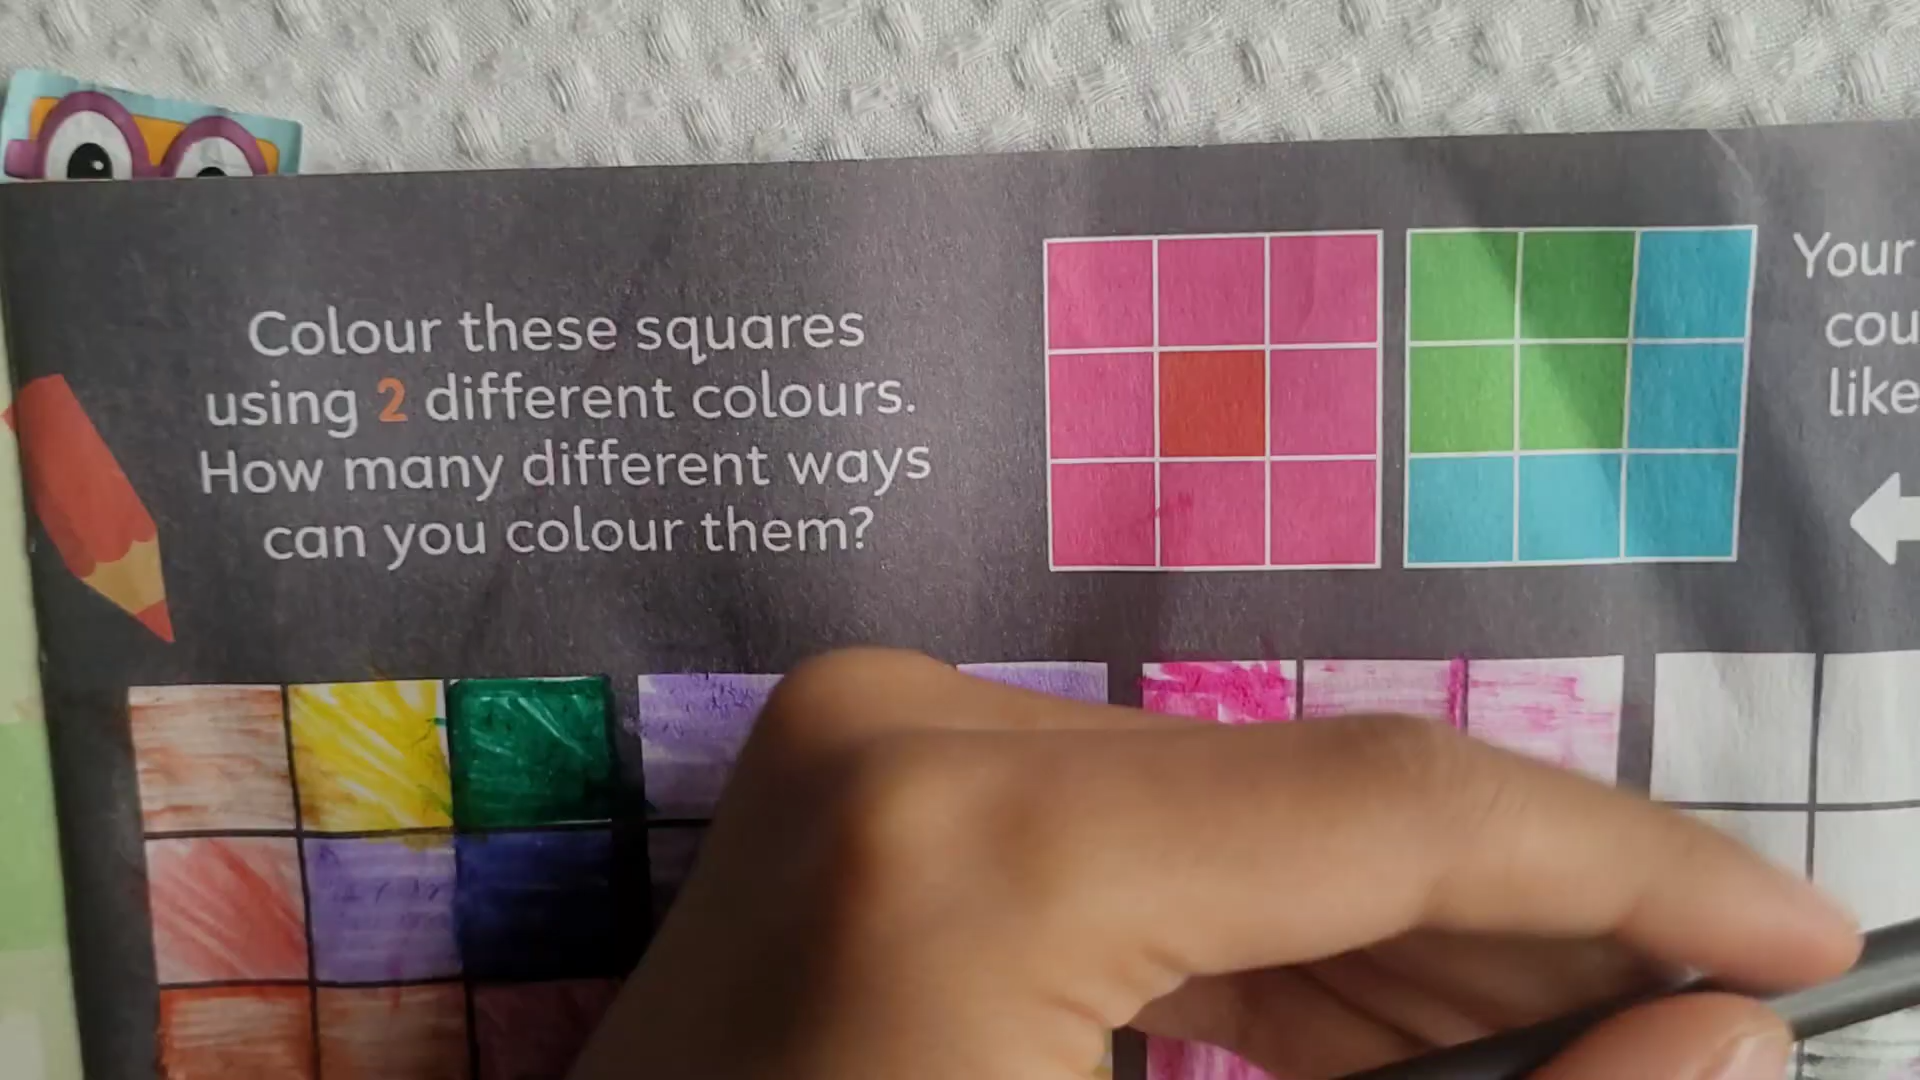 Colour these squares
using 2 different colours.
How many different ways
can you colour them?
Your
cou
like